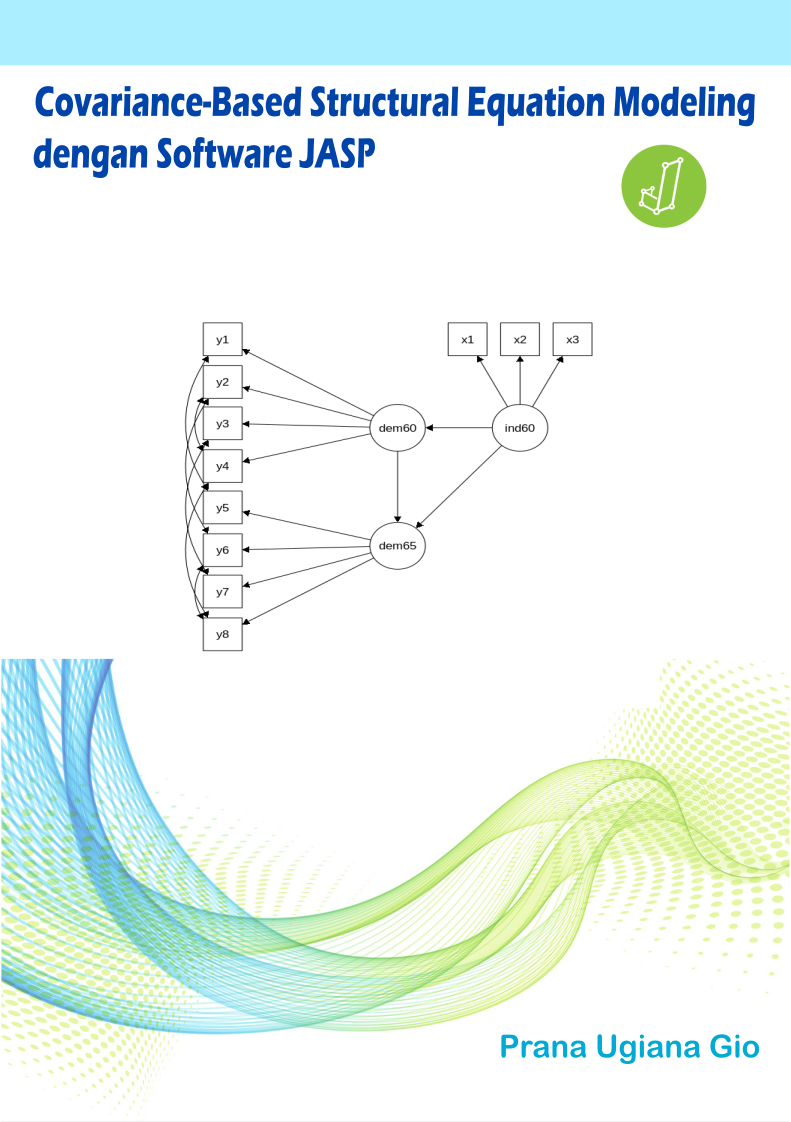 Covariance-Based Structural Equation Modeling
dengan Software JASP
y1
x1 x2 x3
y2
y3
dem60 ind60
y4
y5
dem65
y6
y7
y8
Prana Ugiana Gio